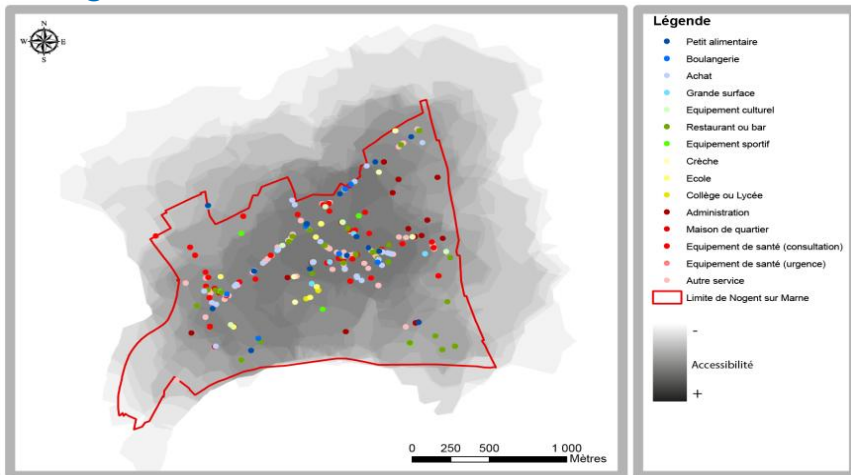 N
W
E
S
0 250 500 1 000
Mètres
Légende
Petit alimentaire
Boulangerie
Achat
Grande surface
Equipement culturel
Restaurant ou bar
Equipement sportif
Crèche
Ecole
Collège ou Lycée
Administration
Maison de quartier
Equipement de santé (consultation)
Equipement de santé (urgence)
Autre service
Limite de Nogent sur Marne
-
Accessibilité
+